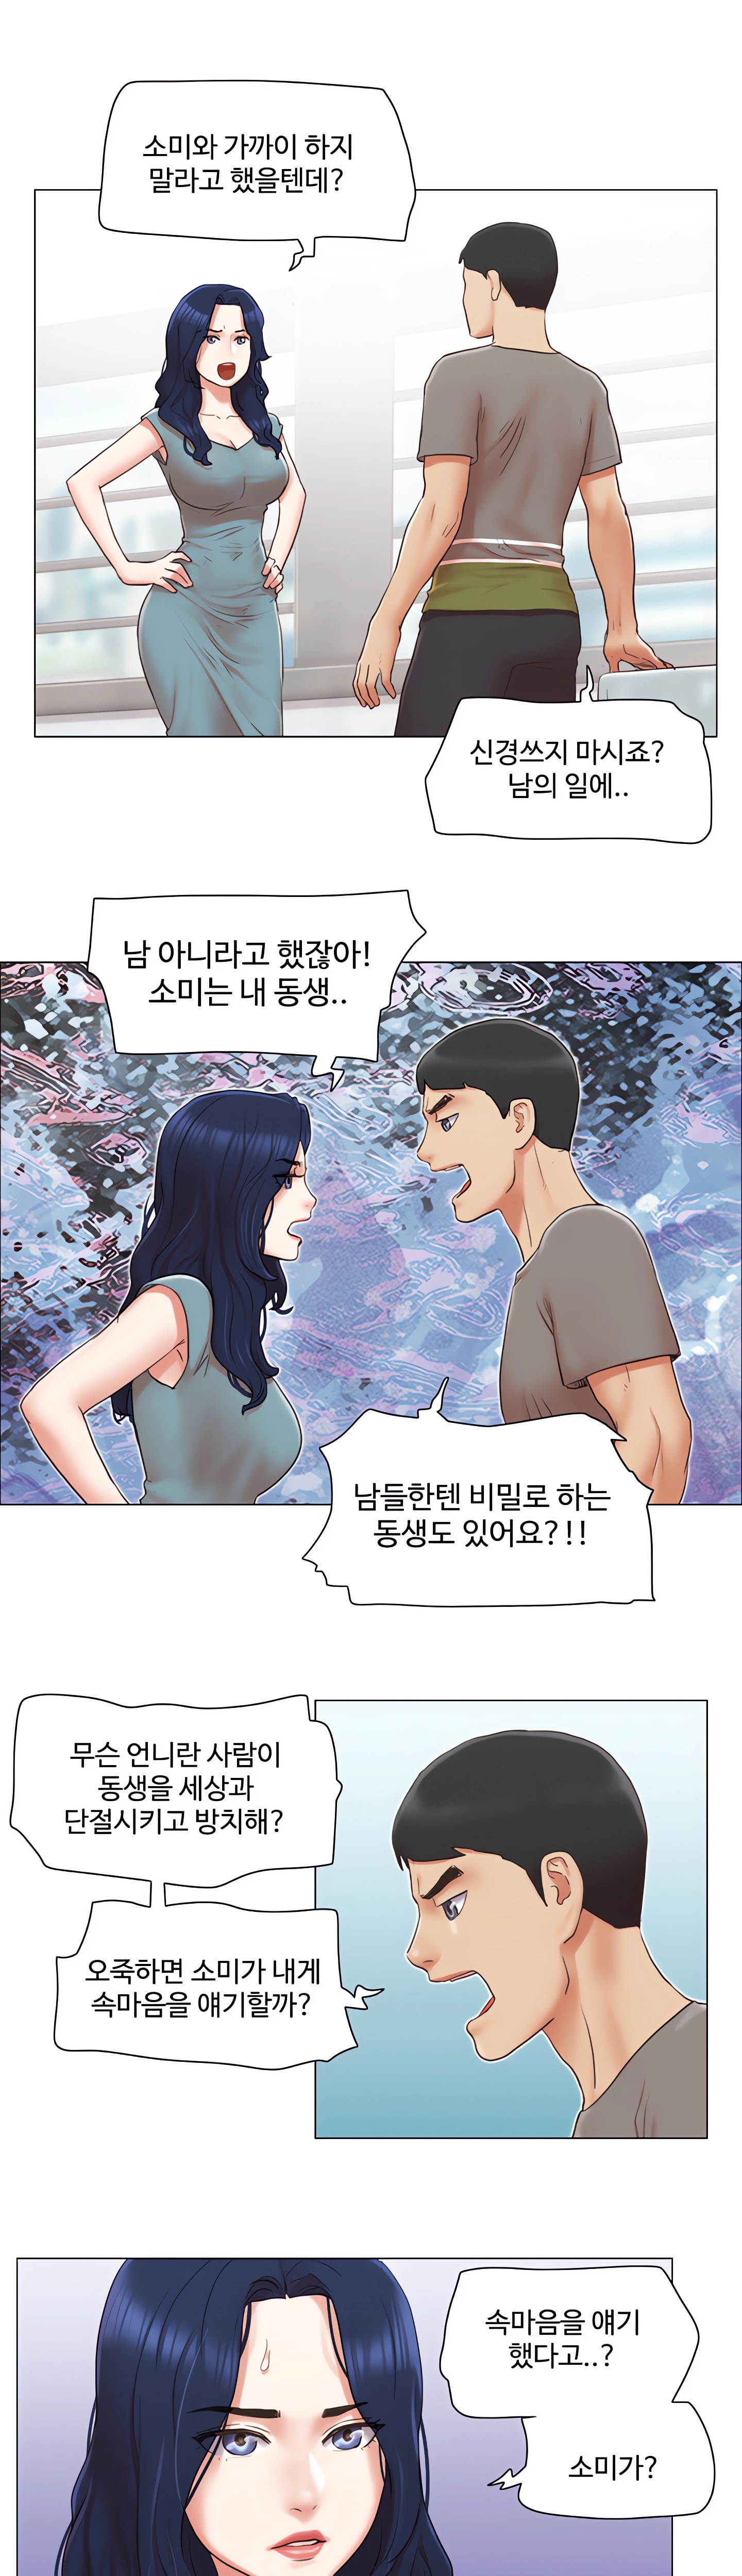 소미와 가까이 하지
말라고 했을텐데?
신경쓰지 마시죠?
남의 일에..
남 아니라고 했잖아!
소미는 내 동생..
남들한텐 비밀로 하는
동생도 있어요?!!
무슨 언니란 사람이
동생을 세상과
단절시키고 방치해?
오죽하면 소미가 내게
속마음을 얘기할까?
속마음을 얘기
했다고..?
소미가?